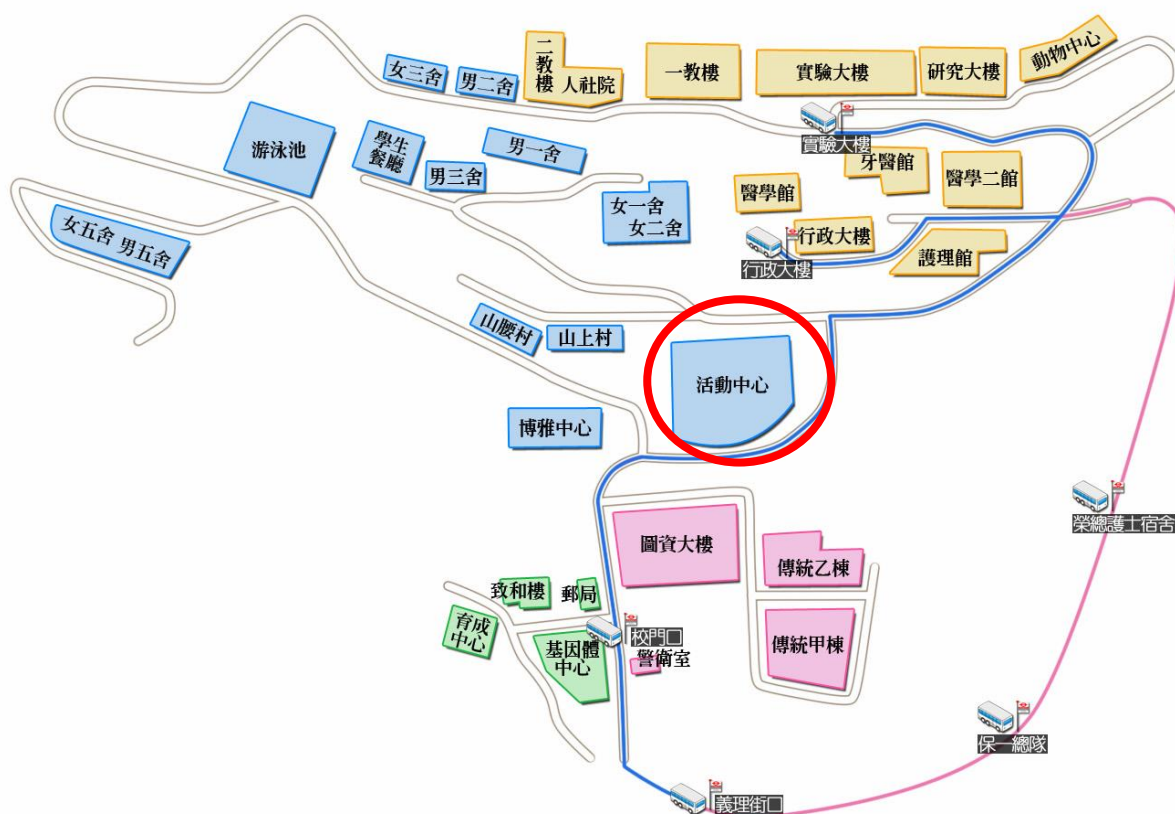 女三舍
男二舍
二教樓
人社院
一教樓
實驗大樓
研究大樓
動物中心
游泳池
學生
餐廳
男三舍
男一舍
女一舍
女二舍
實驗大樓
醫學館
牙醫館
醫學二館
行政大樓
行政大樓
護理館
女五舍
男五舍
山腰村
山上村
活動中心
博雅中心
圖資大樓
傳統乙棟
傳統甲棟
致和樓
郵局
育成
中心
基因體
中心
校門口
警衛室
榮總護士宿舍
保一總隊
義理街口